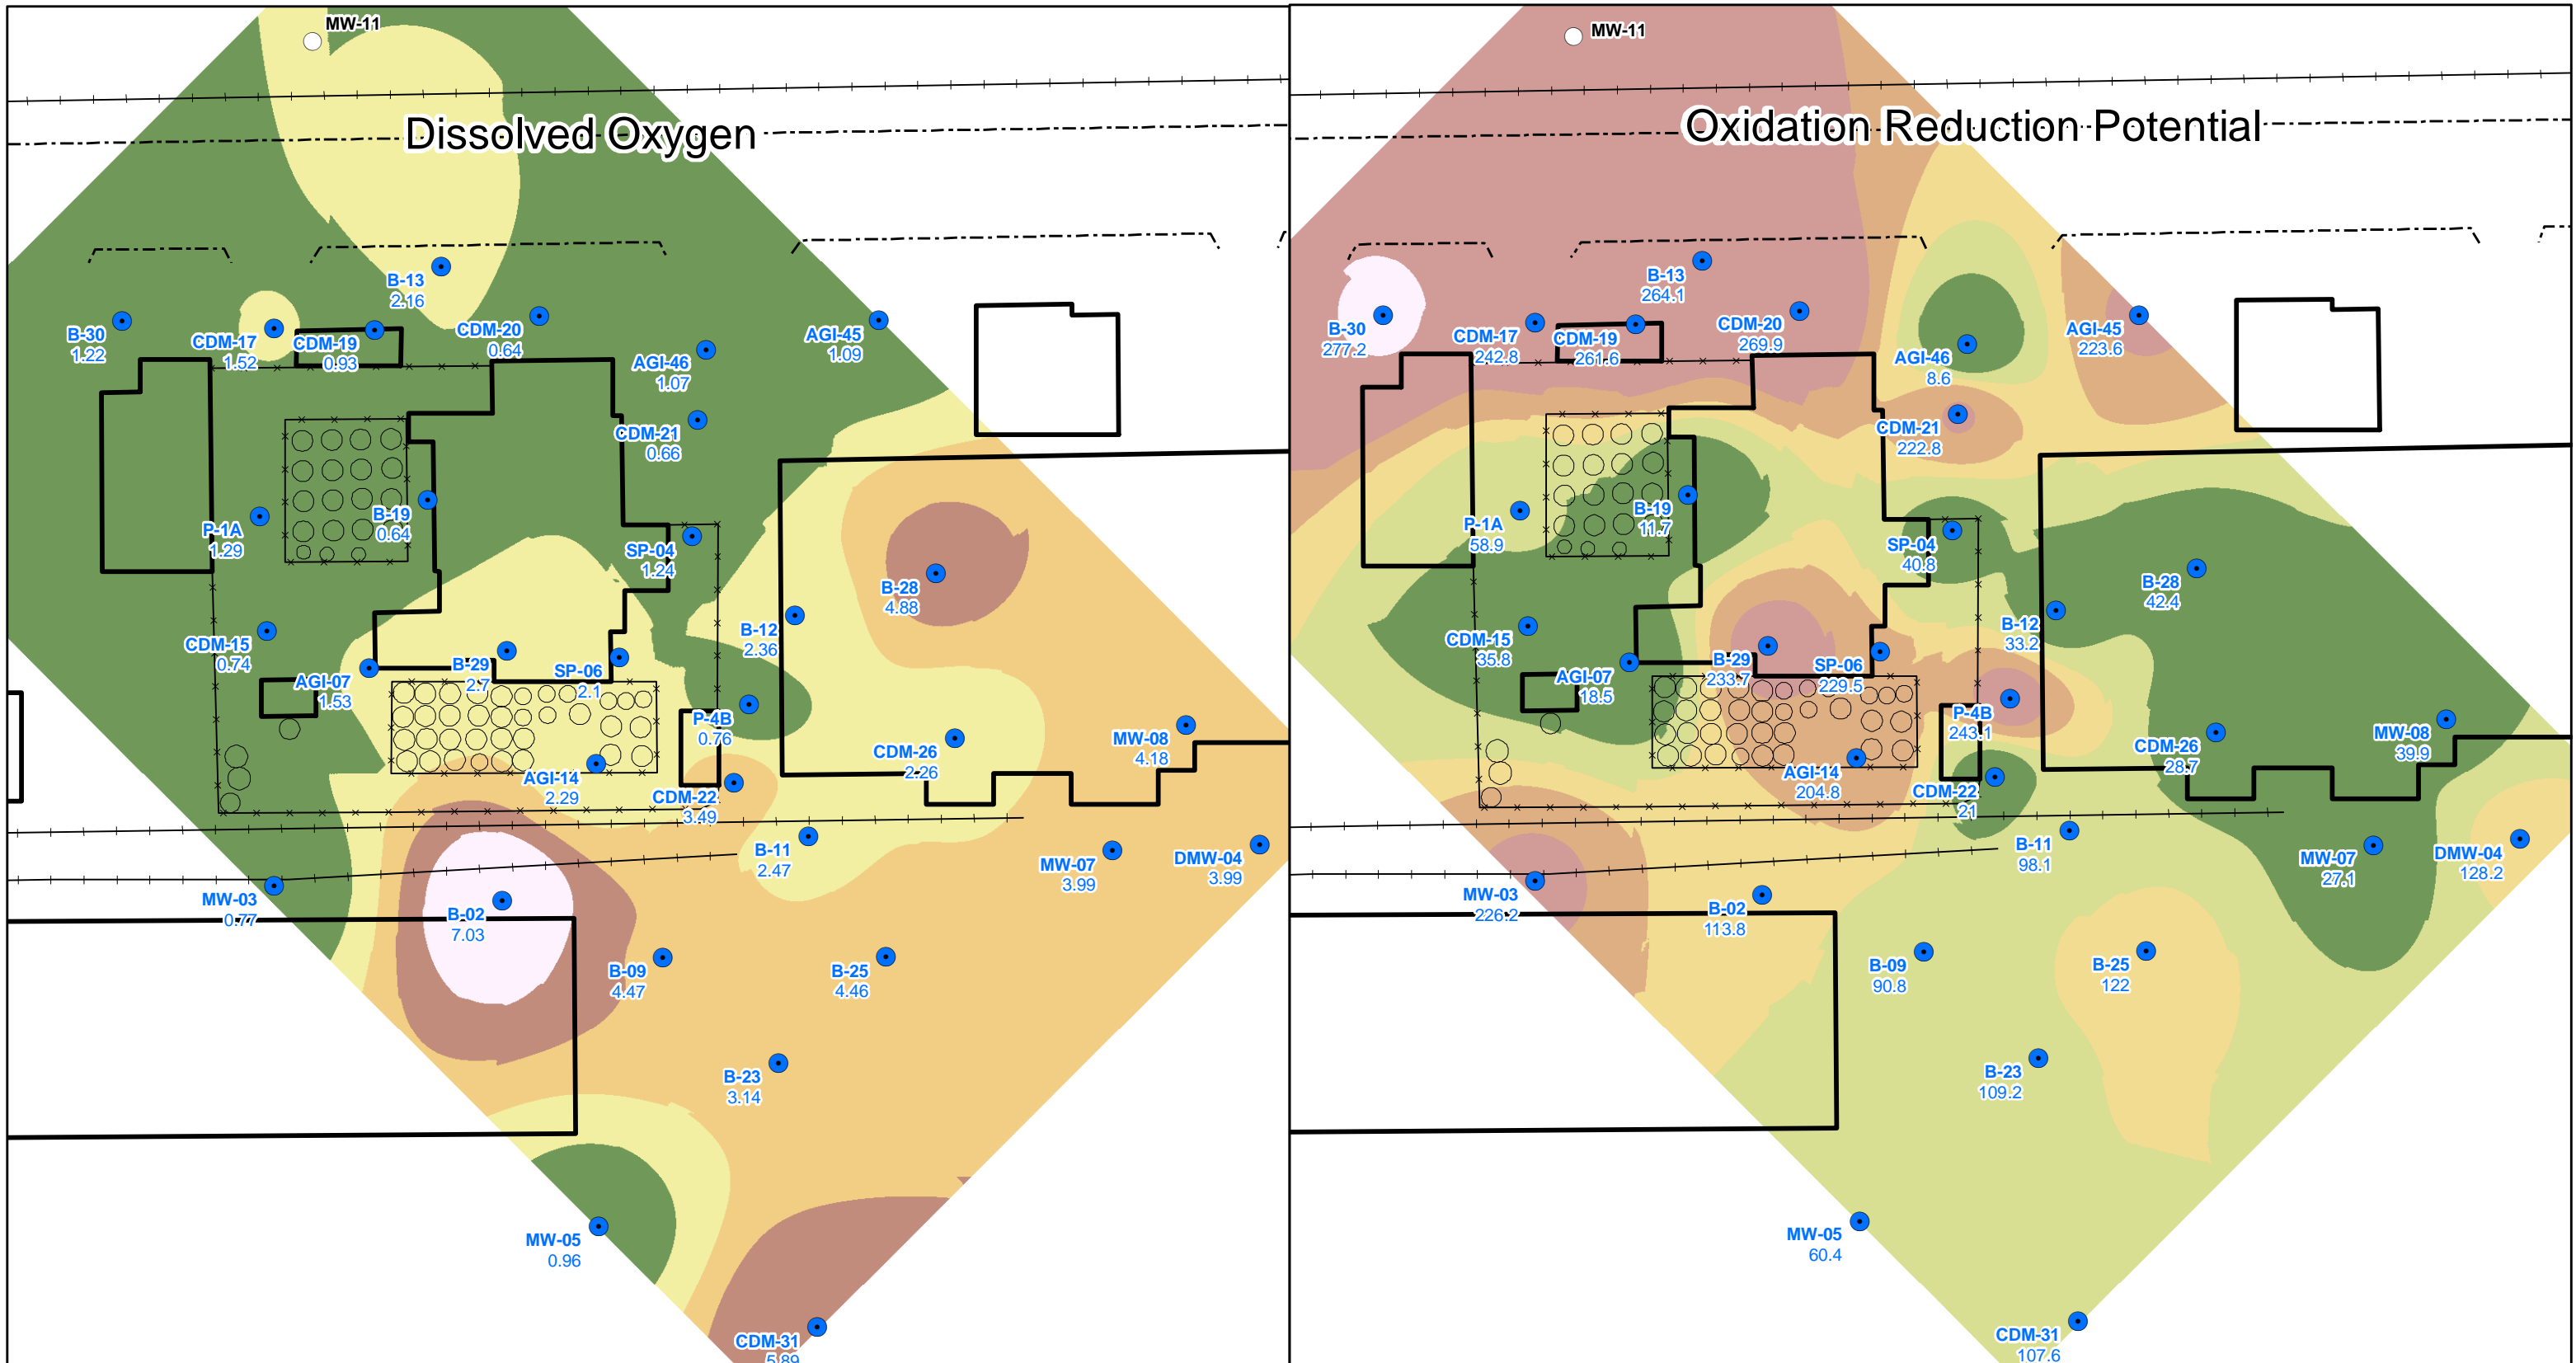 MW-11
Dissolved Oxygen
B-13
2.16
B-30
1.22
CDM-17
1.52
CDM-19
0.93
CDM-20
0.64
AGI-45
1.09
AGI-46
1.07
CDM-21
0.66
B-19
0.64
P-1A
1.29
SP-04
1.24
B-28
4.88
B-12
2.36
CDM-15
0.74
AGI-07
1.53
B-29
2.7
SP-06
2.1
P-4B
0.76
CDM-26
2.26
MW-08
4.18
AGI-14
2.29
CDM-22
3.49
B-11
2.47
MW-07
3.99
DMW-04
3.99
MW-03
0.77
B-02
7.03
B-09
4.47
B-25
4.46
B-23
3.14
MW-05
0.96
CDM-31
5.89
MW-11
Oxidation Reduction Potential
B-13
264.1
B-30
277.2
CDM-17
242.8
CDM-19
261.6
CDM-20
269.9
AGI-45
223.6
AGI-46
8.6
CDM-21
222.8
B-19
11.7
P-1A
58.9
SP-04
40.8
B-28
42.4
B-12
33.2
CDM-15
35.8
AGI-07
18.5
B-29
233.7
SP-06
229.5
P-4B
243.1
CDM-26
28.7
MW-08
39.9
AGI-14
204.8
CDM-22
21
B-11
98.1
MW-07
27.1
DMW-04
128.2
MW-03
226.2
B-02
113.8
B-09
90.8
B-25
122
B-23
109.2
MW-05
60.4
CDM-31
107.6